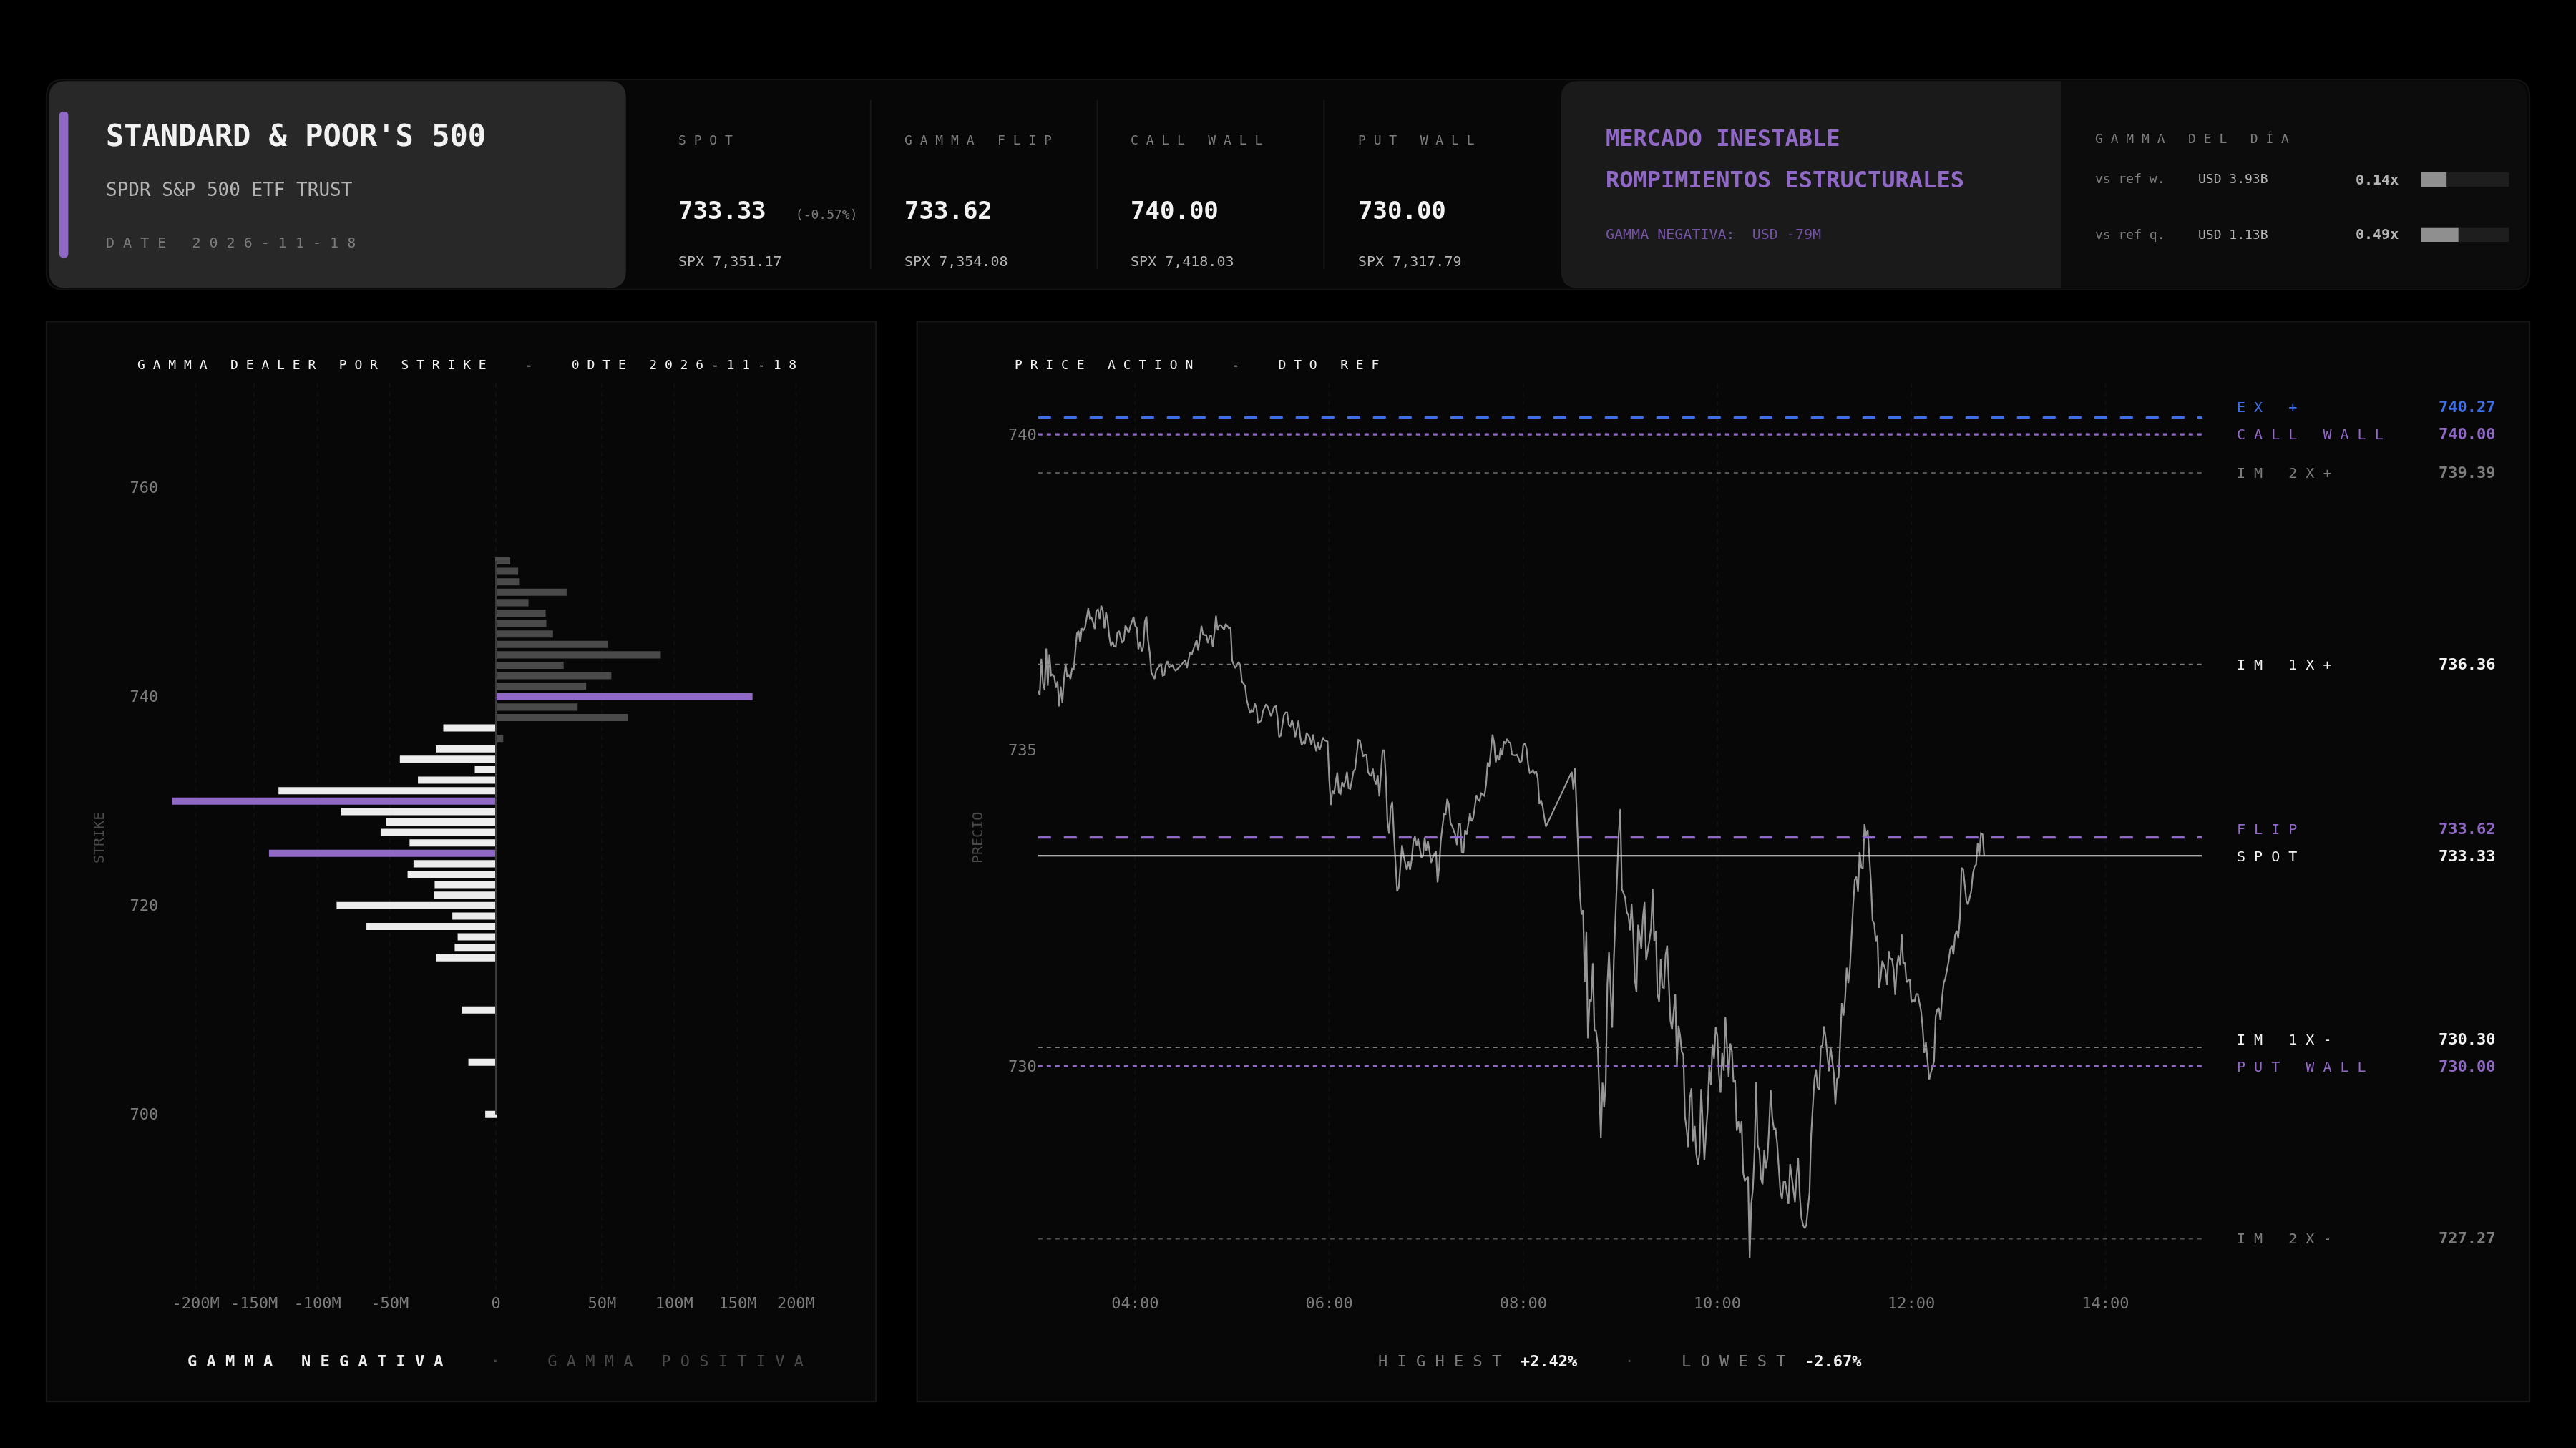 STANDARD & POOR'S 500
SPDR S&P 500 ETF TRUST
DATE 2026-11-18
SPOT
733.33 (-0.57%)
SPX 7,351.17
GAMMA FLIP
733.62
SPX 7,354.08
CALL WALL
740.00
SPX 7,418.03
PUT WALL
730.00
SPX 7,317.79
MERCADO INESTABLE
ROMPIMIENTOS ESTRUCTURALES
GAMMA NEGATIVA: USD -79M
GAMMA DEL DÍA
vs ref w. USD 3.93B 0.14x
vs ref q. USD 1.13B 0.49x
GAMMA DEALER POR STRIKE - 0DTE 2026-11-18
760
740
720
700
STRIKE
-200M -150M -100M -50M 0 50M 100M 150M 200M
GAMMA NEGATIVA · GAMMA POSITIVA
PRICE ACTION - DTO REF
740
735
730
PRECIO
EX + 740.27
CALL WALL 740.00
IM 2X+ 739.39
IM 1X+ 736.36
FLIP 733.62
SPOT 733.33
IM 1X- 730.30
PUT WALL 730.00
IM 2X- 727.27
04:00 06:00 08:00 10:00 12:00 14:00
HIGHEST +2.42% · LOWEST -2.67%